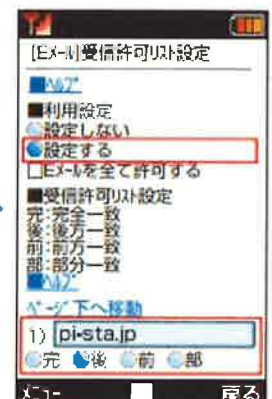 [Eメール]受信許可リスト設定
■ヘルプ
■利用設定
設定しない
設定する
□Eメールを全て許可する
■受信許可リスト設定
完:完全一致
後:後方一致
前:前方一致
部:部分一致
■ヘルプ
ページ下へ移動
1) pi-sta.jp
完 後 前 部
メニュー 戻る